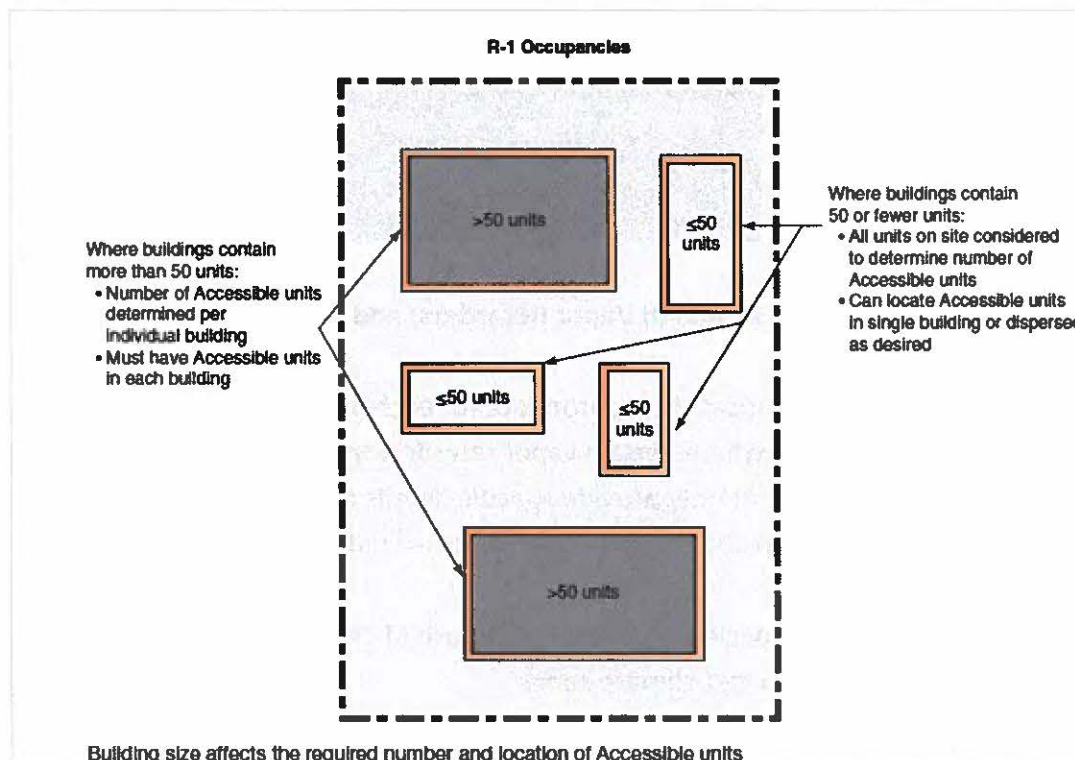 R-1 Occupancies
>50 units
≤50
units
Where buildings contain
50 or fewer units:
• All units on site considered
to determine number of
Accessible units
• Can locate Accessible units
in single building or dispersed
as desired
Where buildings contain
more than 50 units:
• Number of Accessible units
determined per
individual building
• Must have Accessible units
in each building
≤50 units
≤50
units
>50 units
Building size affects the required number and location of Accessible units